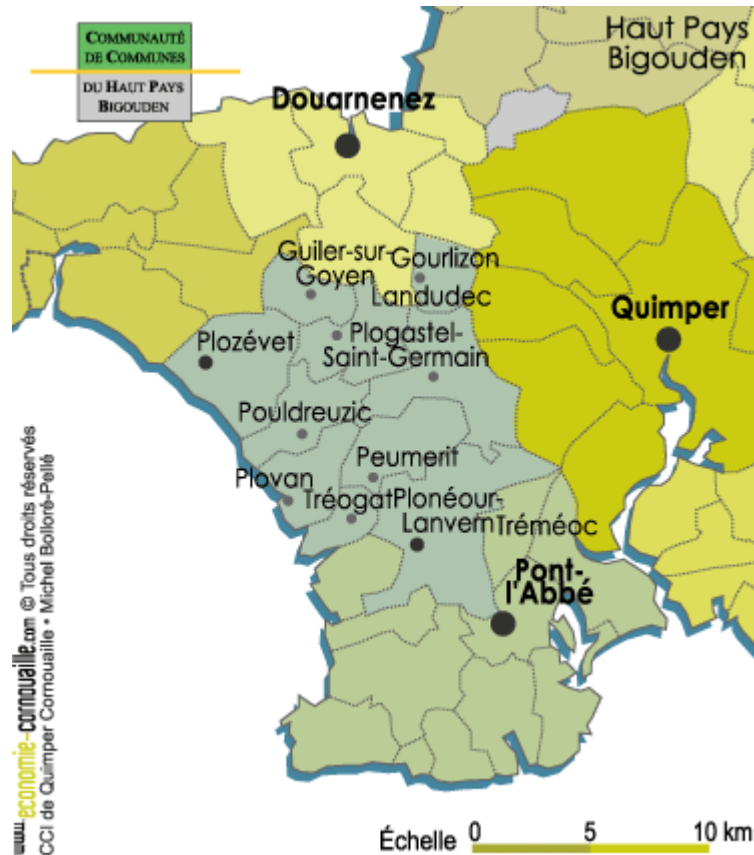 COMMUNAUTÉ
DE COMMUNES
DU HAUT PAYS
BIGOUDEN
Haut Pays
Bigouden
Douarnenez
Guiler-sur-
Goyen
Gourlizon
Landudec
Quimper
Plozévet
Plogastel-
Saint-Germain
Pouldreuzic
Peumerit
Plovan
Tréogat
Plonéour-
Lanvern
Tréméoc
Pont-
l'Abbé
www.economie-cornouaille.com © Tous droits réservés
CCI de Quimper Cornouaille • Michel Bolloré-Pellé
Échelle 0 5 10 km